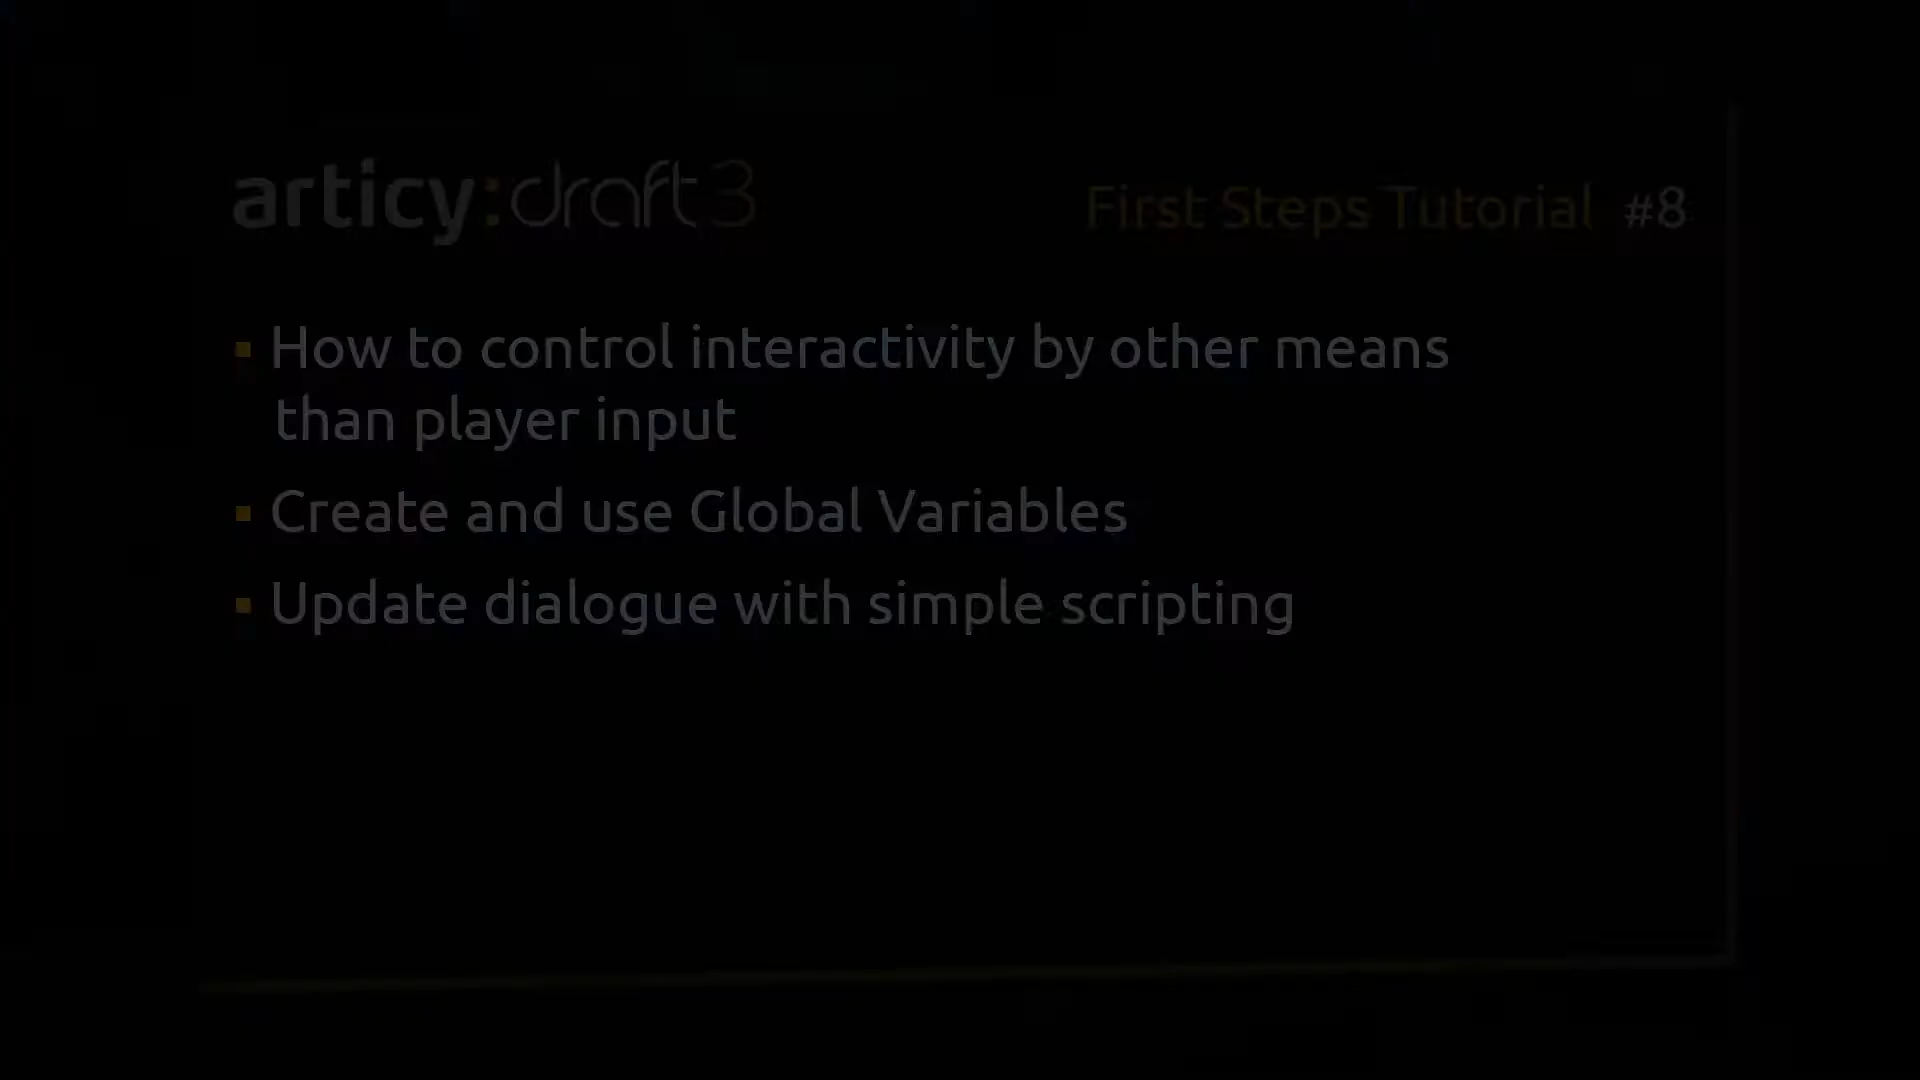 articy:draft3
First Steps Tutorial #8
How to control interactivity by other means
than player input
Create and use Global Variables
Update dialogue with simple scripting